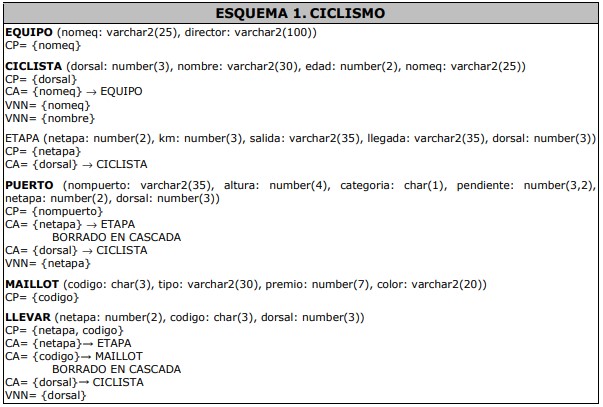 ESQUEMA 1. CICLISMO
EQUIPO (nomeq: varchar2(25), director: varchar2(100))
CP= {nomeq}
CICLISTA (dorsal: number(3), nombre: varchar2(30), edad: number(2), nomeq: varchar2(25))
CP= {dorsal}
CA= {nomeq} → EQUIPO
VNN= {nomeq}
VNN= {nombre}
ETAPA (netapa: number(2), km: number(3), salida: varchar2(35), llegada: varchar2(35), dorsal: number(3))
CP= {netapa}
CA= {dorsal} → CICLISTA
PUERTO (nompuerto: varchar2(35), altura: number(4), categoria: char(1), pendiente: number(3,2),
netapa: number(2), dorsal: number(3))
CP= {nompuerto}
CA= {netapa} → ETAPA
BORRADO EN CASCADA
CA= {dorsal} → CICLISTA
VNN= {netapa}
MAILLOT (codigo: char(3), tipo: varchar2(30), premio: number(7), color: varchar2(20))
CP= {codigo}
LLEVAR (netapa: number(2), codigo: char(3), dorsal: number(3))
CP= {netapa, codigo}
CA= {netapa}→ ETAPA
CA= {codigo}→ MAILLOT
BORRADO EN CASCADA
CA= {dorsal}→ CICLISTA
VNN= {dorsal}